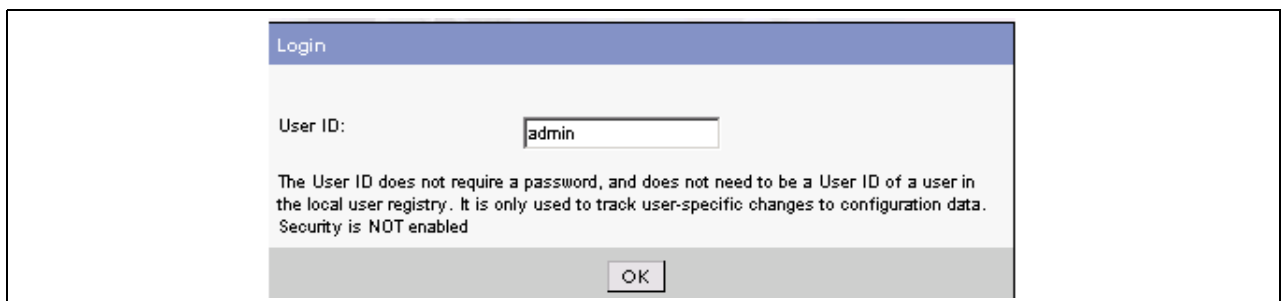 Login
User ID:
admin
The User ID does not require a password, and does not need to be a User ID of a user in
the local user registry. It is only used to track user-specific changes to configuration data.
Security is NOT enabled
OK